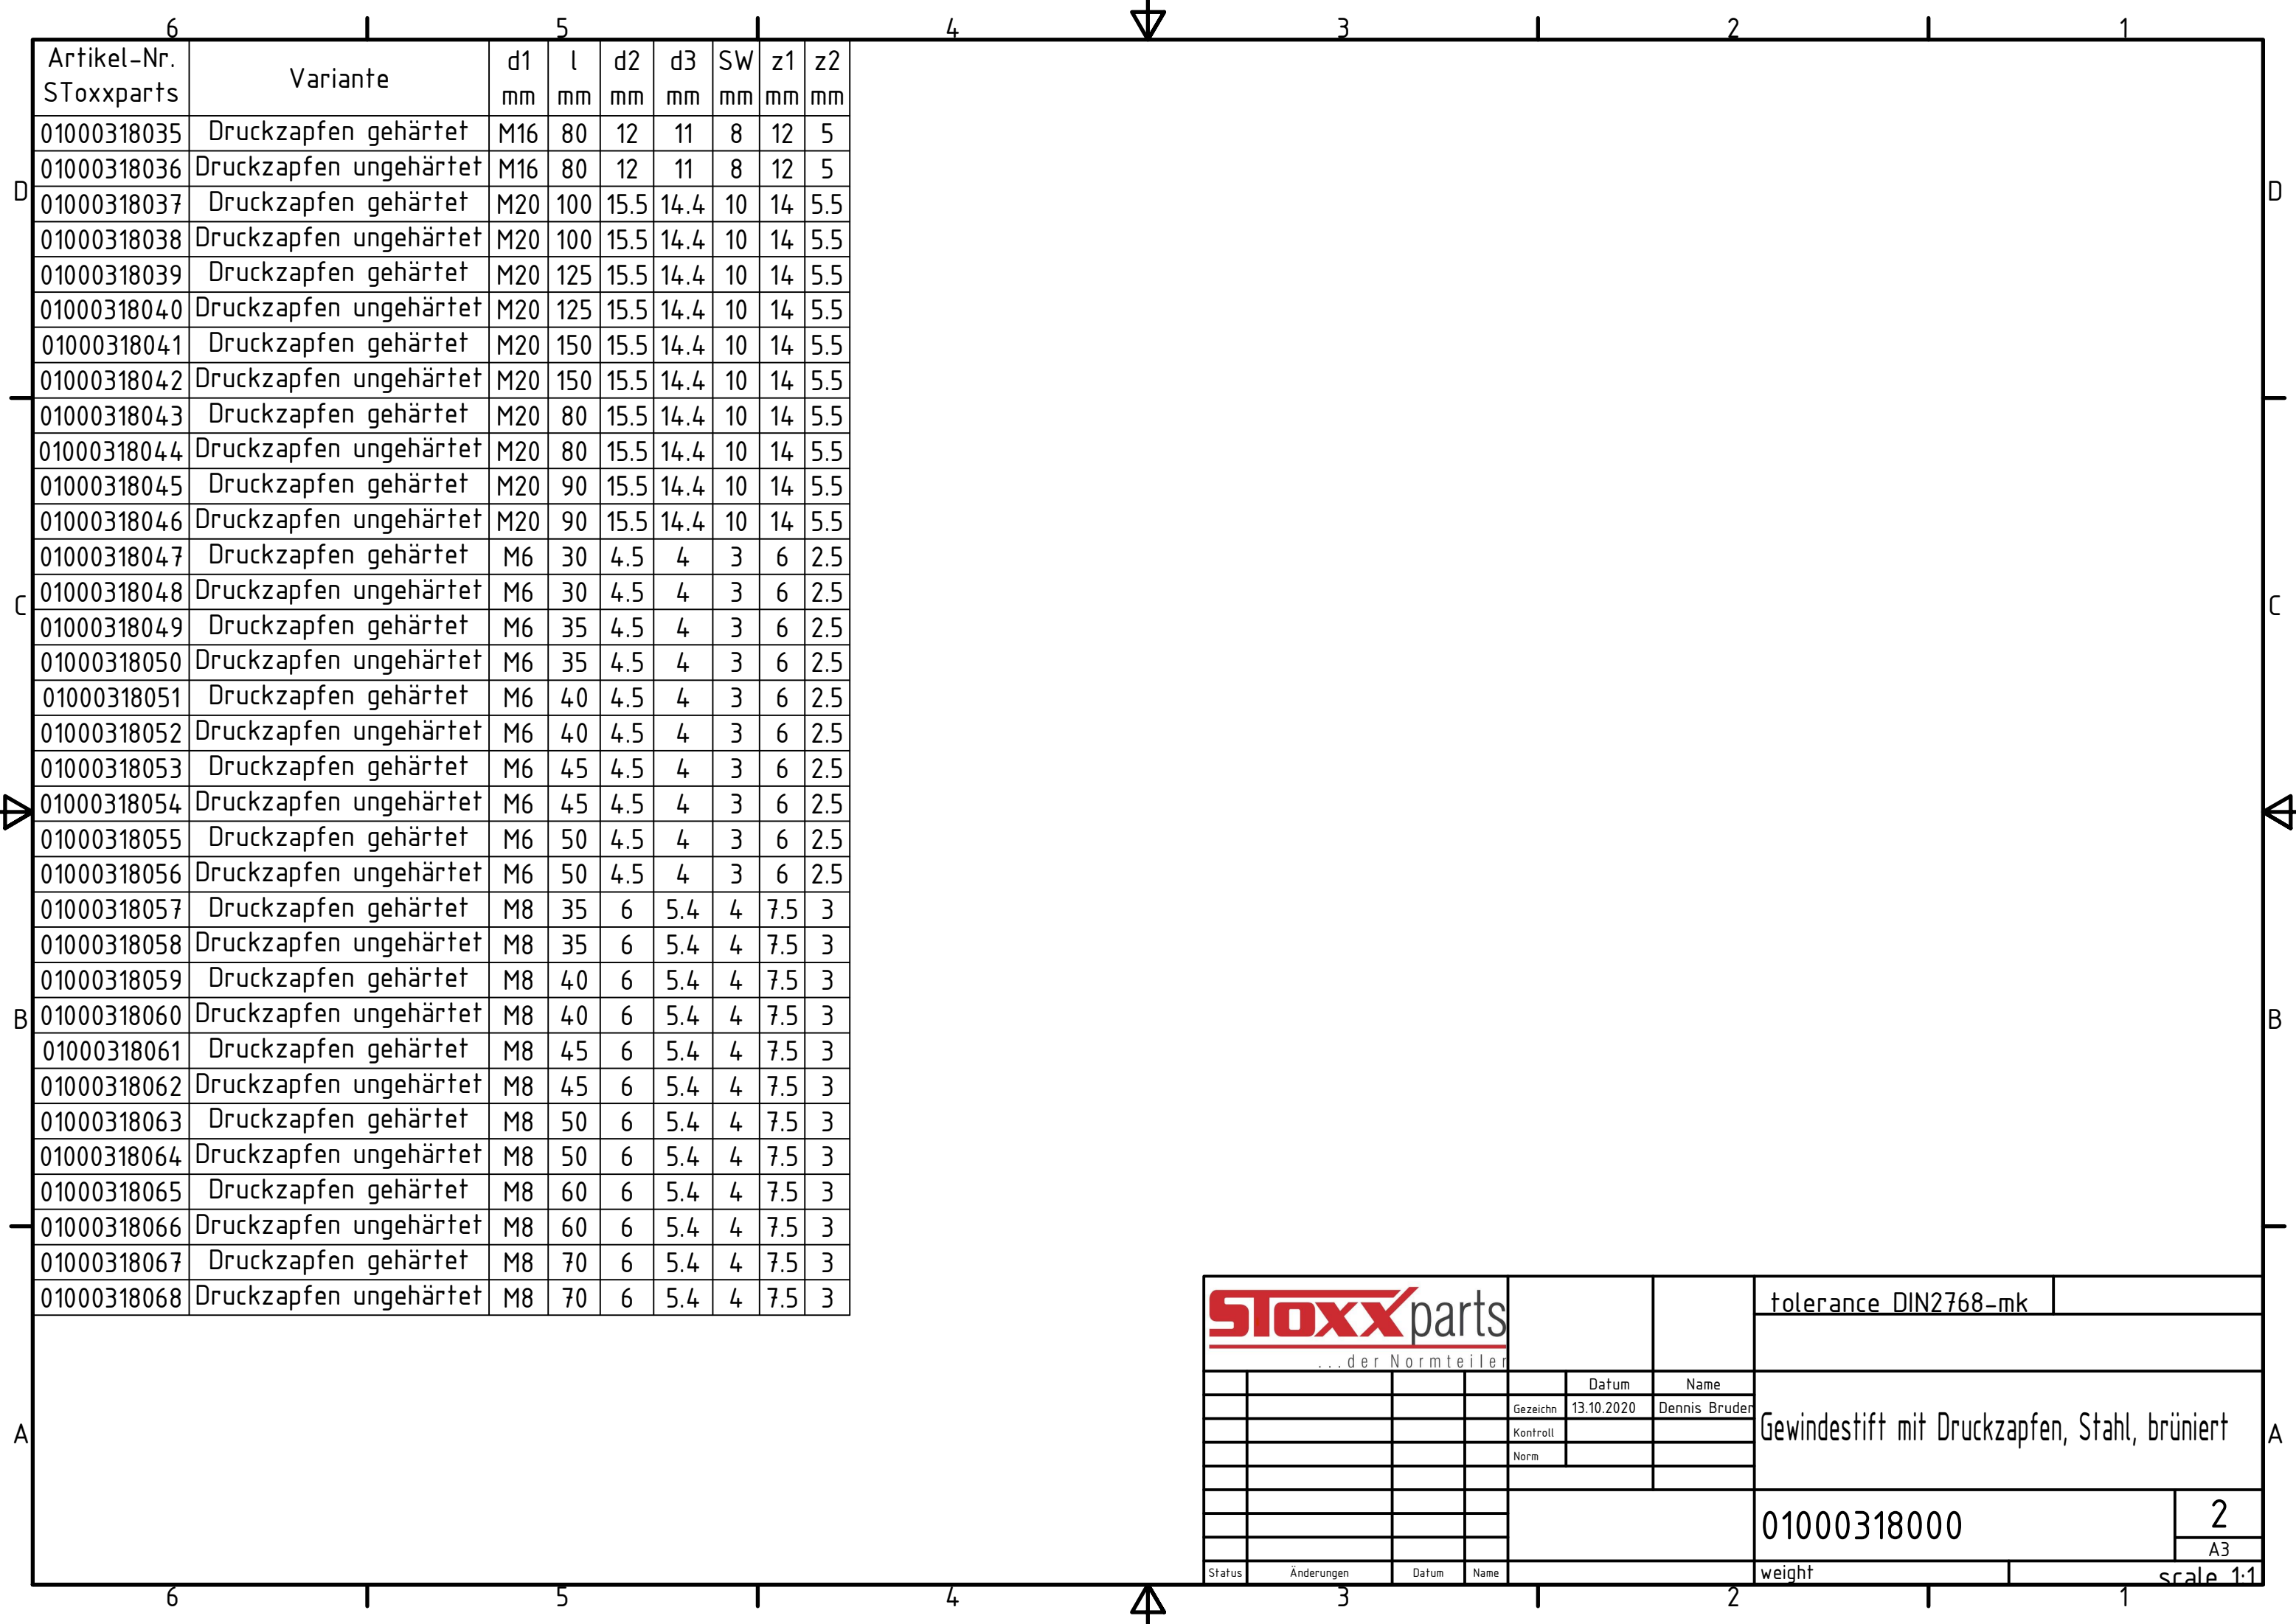 6 5 4 3 2 1
Artikel-Nr. SToxxparts Variante d1 mm l mm d2 mm d3 mm SW mm z1 mm z2 mm
01000318035 Druckzapfen gehärtet M16 80 12 11 8 12 5
01000318036 Druckzapfen ungehärtet M16 80 12 11 8 12 5
D D
01000318037 Druckzapfen gehärtet M20 100 15.5 14.4 10 14 5.5
01000318038 Druckzapfen ungehärtet M20 100 15.5 14.4 10 14 5.5
01000318039 Druckzapfen gehärtet M20 125 15.5 14.4 10 14 5.5
01000318040 Druckzapfen ungehärtet M20 125 15.5 14.4 10 14 5.5
01000318041 Druckzapfen gehärtet M20 150 15.5 14.4 10 14 5.5
01000318042 Druckzapfen ungehärtet M20 150 15.5 14.4 10 14 5.5
01000318043 Druckzapfen gehärtet M20 80 15.5 14.4 10 14 5.5
01000318044 Druckzapfen ungehärtet M20 80 15.5 14.4 10 14 5.5
01000318045 Druckzapfen gehärtet M20 90 15.5 14.4 10 14 5.5
01000318046 Druckzapfen ungehärtet M20 90 15.5 14.4 10 14 5.5
01000318047 Druckzapfen gehärtet M6 30 4.5 4 3 6 2.5
01000318048 Druckzapfen ungehärtet M6 30 4.5 4 3 6 2.5
C C
01000318049 Druckzapfen gehärtet M6 35 4.5 4 3 6 2.5
01000318050 Druckzapfen ungehärtet M6 35 4.5 4 3 6 2.5
01000318051 Druckzapfen gehärtet M6 40 4.5 4 3 6 2.5
01000318052 Druckzapfen ungehärtet M6 40 4.5 4 3 6 2.5
01000318053 Druckzapfen gehärtet M6 45 4.5 4 3 6 2.5
01000318054 Druckzapfen ungehärtet M6 45 4.5 4 3 6 2.5
01000318055 Druckzapfen gehärtet M6 50 4.5 4 3 6 2.5
01000318056 Druckzapfen ungehärtet M6 50 4.5 4 3 6 2.5
01000318057 Druckzapfen gehärtet M8 35 6 5.4 4 7.5 3
01000318058 Druckzapfen ungehärtet M8 35 6 5.4 4 7.5 3
01000318059 Druckzapfen gehärtet M8 40 6 5.4 4 7.5 3
01000318060 Druckzapfen ungehärtet M8 40 6 5.4 4 7.5 3
B B
01000318061 Druckzapfen gehärtet M8 45 6 5.4 4 7.5 3
01000318062 Druckzapfen ungehärtet M8 45 6 5.4 4 7.5 3
01000318063 Druckzapfen gehärtet M8 50 6 5.4 4 7.5 3
01000318064 Druckzapfen ungehärtet M8 50 6 5.4 4 7.5 3
01000318065 Druckzapfen gehärtet M8 60 6 5.4 4 7.5 3
01000318066 Druckzapfen ungehärtet M8 60 6 5.4 4 7.5 3
01000318067 Druckzapfen gehärtet M8 70 6 5.4 4 7.5 3
01000318068 Druckzapfen ungehärtet M8 70 6 5.4 4 7.5 3
SToxxparts
...der Normteiler
tolerance DIN2768-mk
Datum Name
Gezeichn 13.10.2020 Dennis Bruder
Kontroll
Norm
Gewindestift mit Druckzapfen, Stahl, brüniert
A A
01000318000 2
A3
Status Änderungen Datum Name
weight scale 1:1
6 5 4 3 2 1